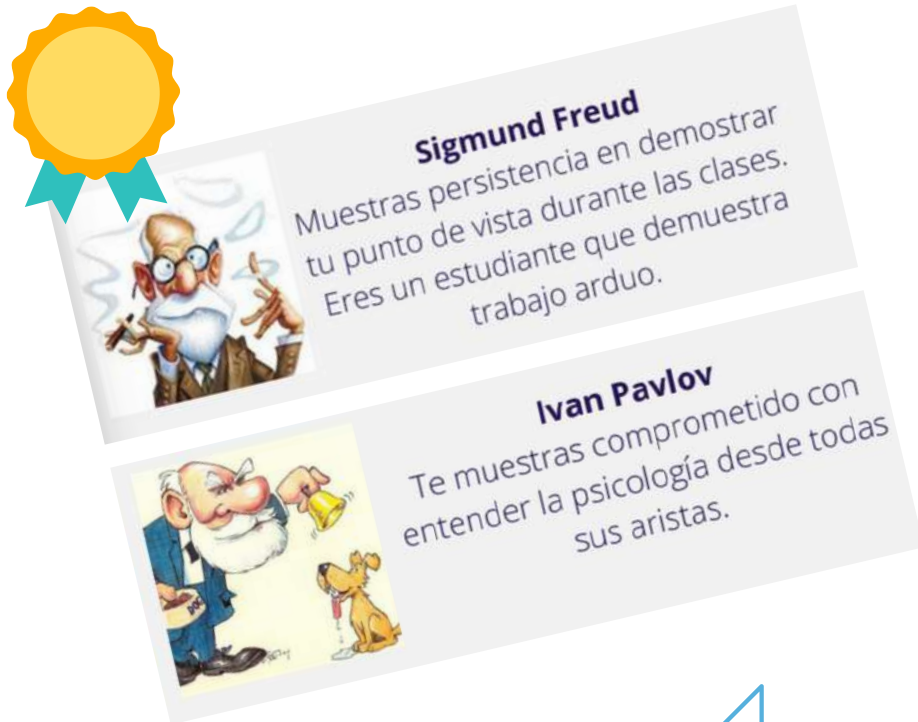 Sigmund Freud
Muestras persistencia en demostrar
tu punto de vista durante las clases.
Eres un estudiante que demuestra
trabajo arduo.
Ivan Pavlov
Te muestras comprometido con
entender la psicología desde todas
sus aristas.
DOG